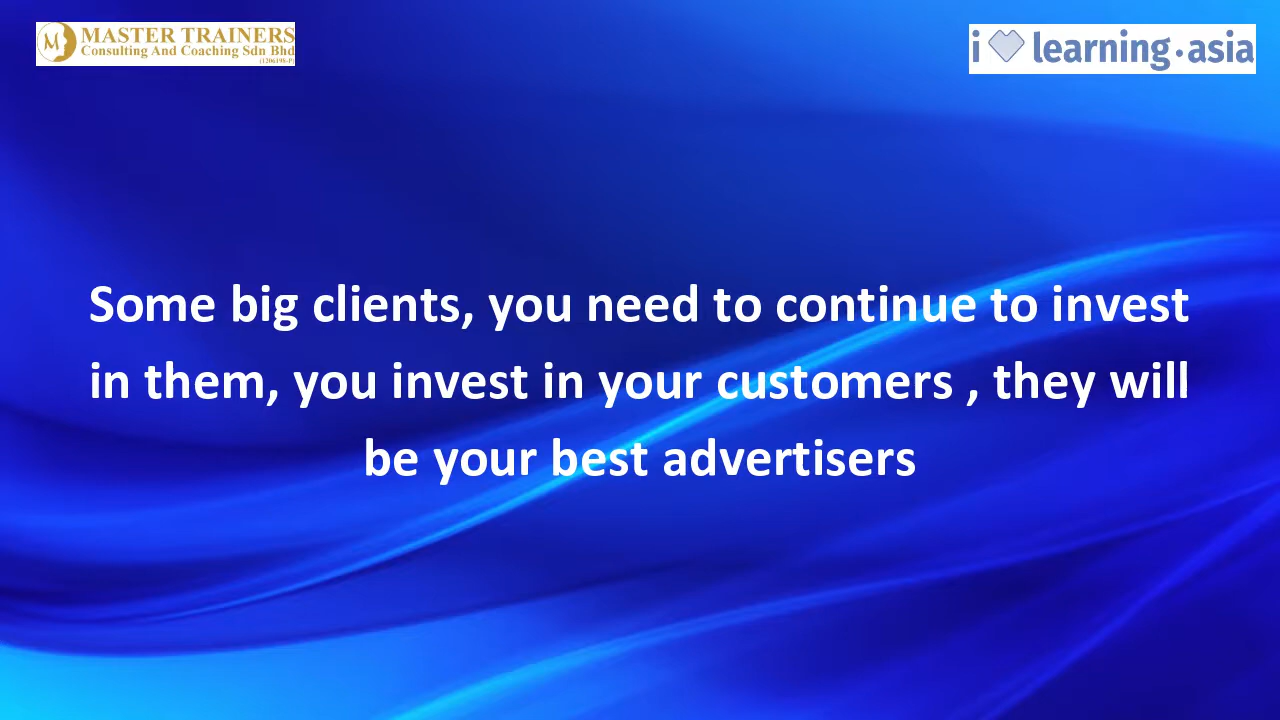 MASTER TRAINERS
Consulting And Coaching Sdn Bhd
(1206498-P)
i learning.asia
Some big clients, you need to continue to invest
in them, you invest in your customers , they will
be your best advertisers